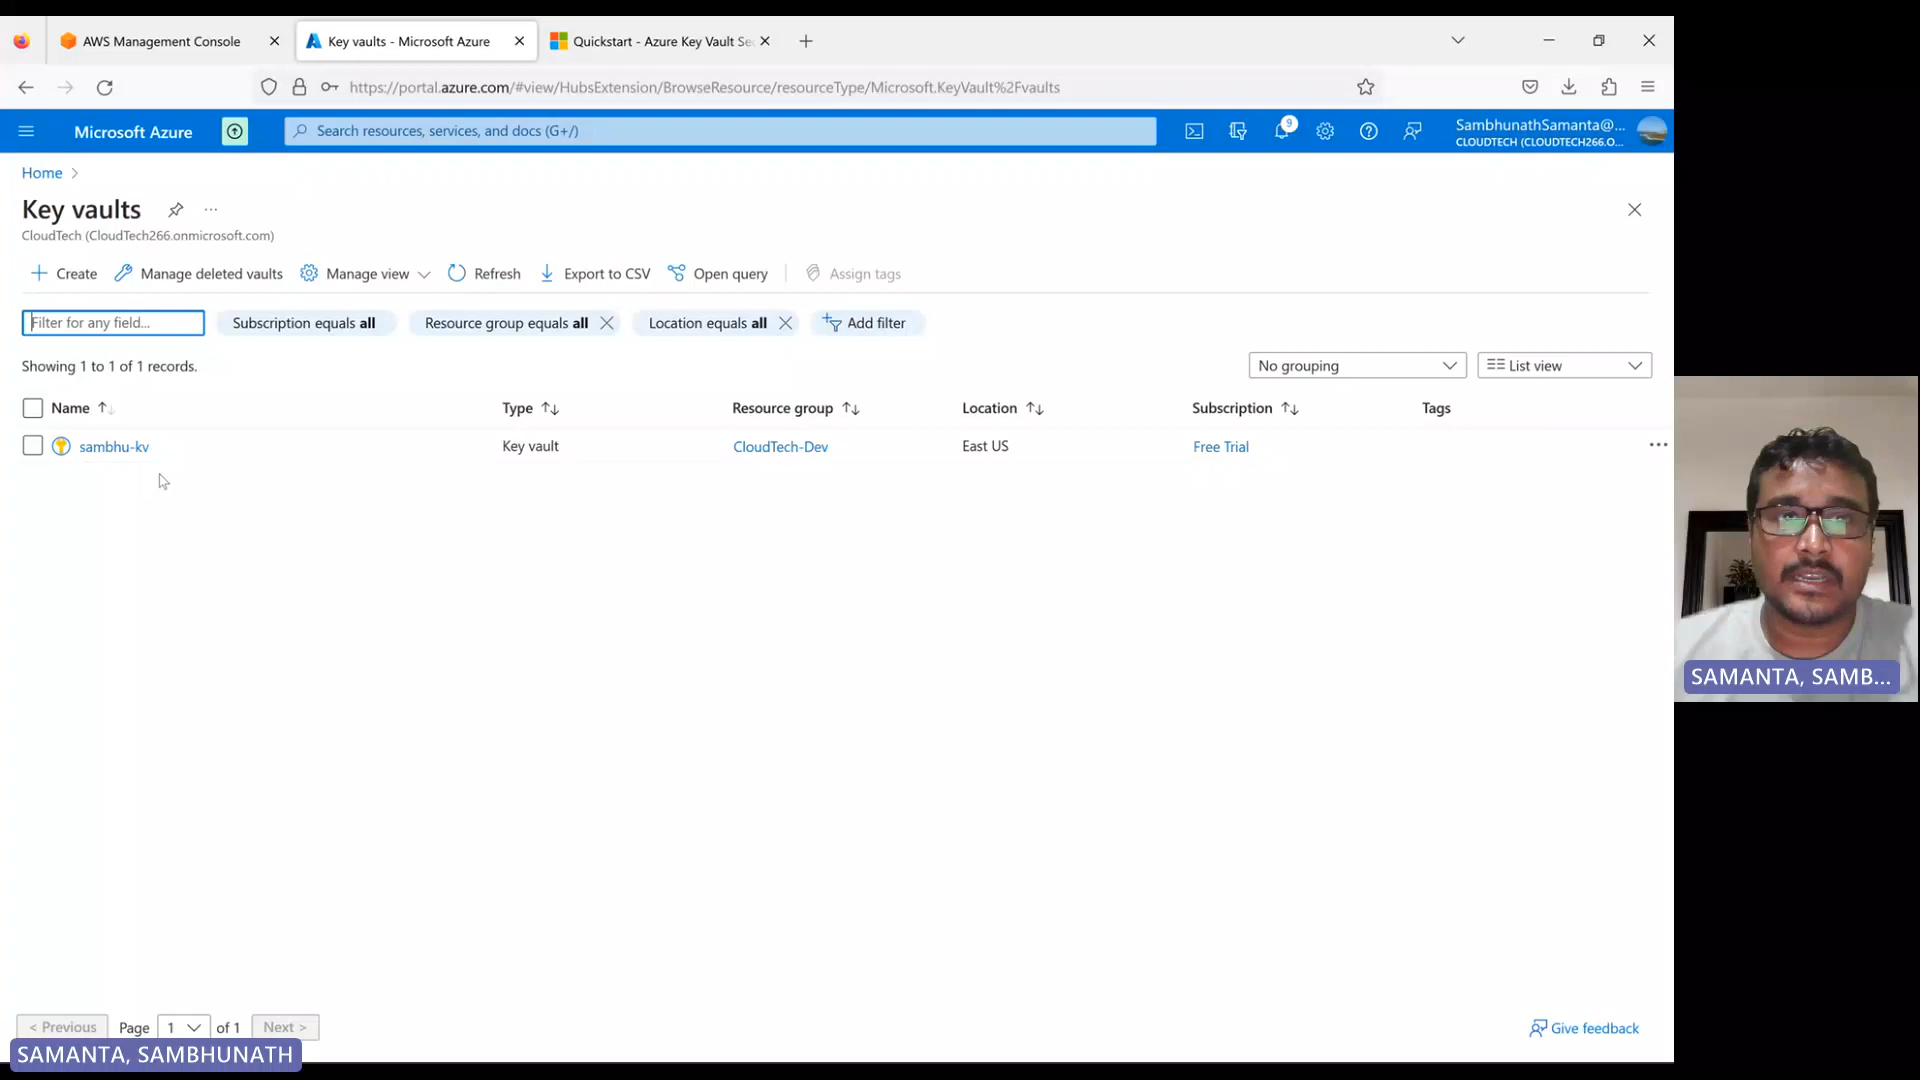 AWS Management Console
Key vaults - Microsoft Azure
Quickstart - Azure Key Vault Se
https://portal.azure.com/#view/HubsExtension/BrowseResource/resourceType/Microsoft.KeyVault%2Fvaults
Microsoft Azure
Search resources, services, and docs (G+/)
9
SambhunathSamanta@...
CLOUDTECH (CLOUDTECH266.O...
Home >
Key vaults
CloudTech (CloudTech266.onmicrosoft.com)
Create
Manage deleted vaults
Manage view
Refresh
Export to CSV
Open query
Assign tags
Filter for any field...
Subscription equals all
Resource group equals all
Location equals all
Add filter
Showing 1 to 1 of 1 records.
No grouping
List view
Name
Type
Resource group
Location
Subscription
Tags
sambhu-kv
Key vault
CloudTech-Dev
East US
Free Trial
SAMANTA, SAMB...
< Previous
Page 1 of 1
Next >
Give feedback
SAMANTA, SAMBHUNATH